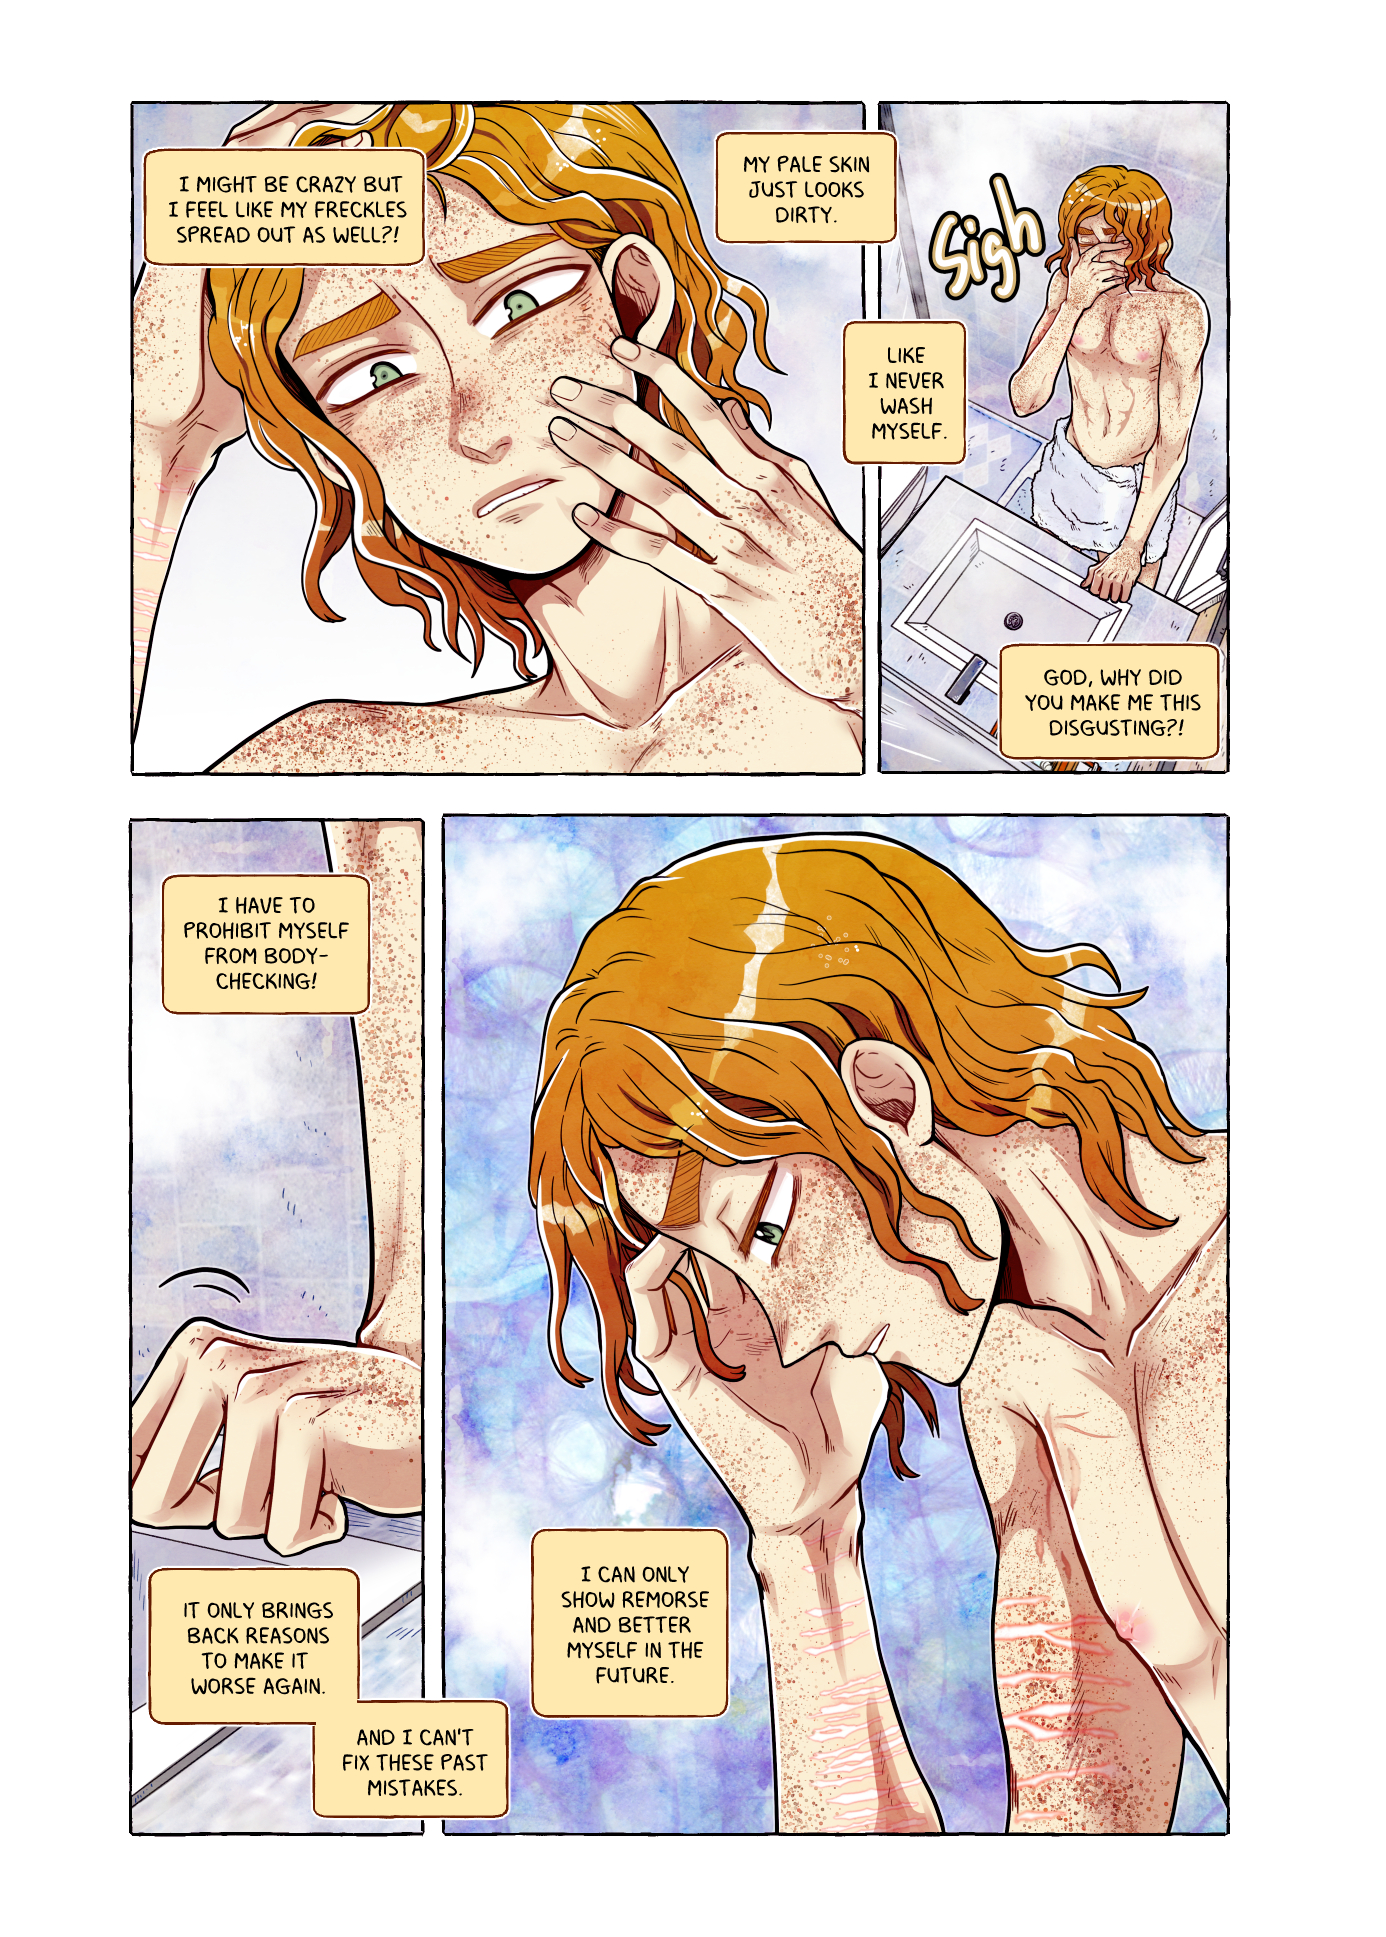 I MIGHT BE CRAZY BUT
I FEEL LIKE MY FRECKLES
SPREAD OUT AS WELL?!
MY PALE SKIN
JUST LOOKS
DIRTY.
Sigh
LIKE
I NEVER
WASH
MYSELF.
GOD, WHY DID
YOU MAKE ME THIS
DISGUSTING?!
I HAVE TO
PROHIBIT MYSELF
FROM BODY-
CHECKING!
IT ONLY BRINGS
BACK REASONS
TO MAKE IT
WORSE AGAIN.
AND I CAN'T
FIX THESE PAST
MISTAKES.
I CAN ONLY
SHOW REMORSE
AND BETTER
MYSELF IN THE
FUTURE.